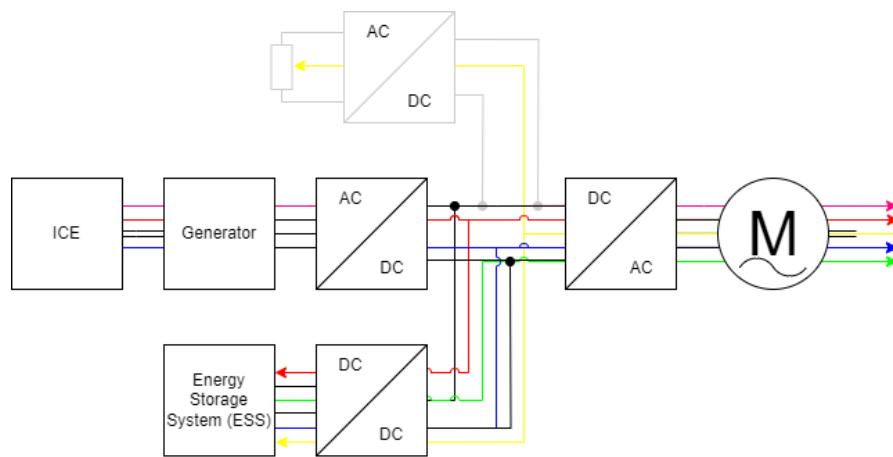 AC
DC
ICE
Generator
AC
DC
DC
AC
M
Energy
Storage
System (ESS)
DC
DC